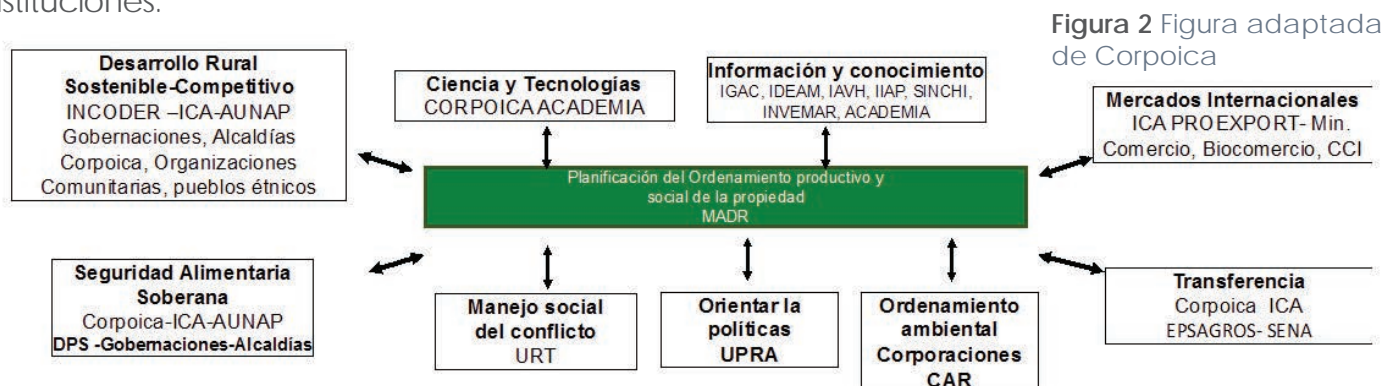 Figura 2 Figura adaptada
de Corpoica
Desarrollo Rural
Sostenible-Competitivo
INCODER –ICA-AUNAP
Gobernaciones, Alcaldías
Corpoica, Organizaciones
Comunitarias, pueblos étnicos
Ciencia y Tecnologías
CORPOICA ACADEMIA
Información y conocimiento
IGAC, IDEAM, IAVH, IIAP, SINCHI,
INVEMAR, ACADEMIA
Mercados Internacionales
ICA PROEXPORT- Min.
Comercio, Biocomercio, CCI
Planificación del Ordenamiento productivo y
social de la propiedad
MADR
Seguridad Alimentaria
Soberana
Corpoica-ICA-AUNAP
DPS -Gobernaciones-Alcaldías
Manejo social
del conflicto
URT
Orientar la
políticas
UPRA
Ordenamiento
ambiental
Corporaciones
CAR
Transferencia
Corpoica ICA
EPSAGROS- SENA